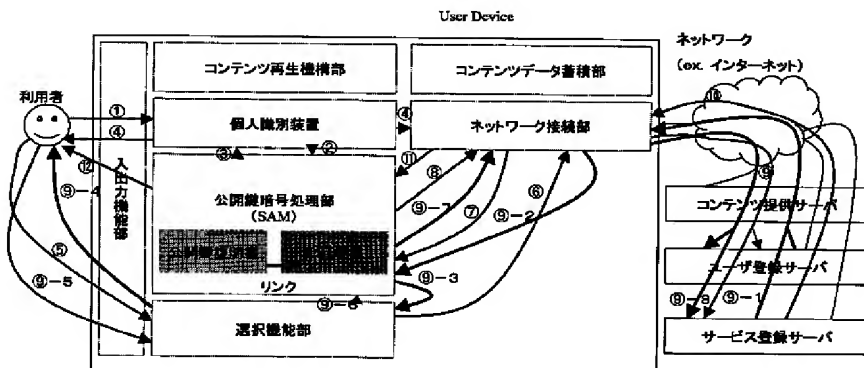 User Device
ネットワーク
(ex. インターネット)
コンテンツ再生機構部
コンテンツデータ蓄積部
利用者
①
④
個人識別装置
④
ネットワーク接続部
⑩
⑫
③
②
⑪
⑧
⑥
⑨
入出力機能部
⑨-4
公開鍵暗号処理部
(SAM)
⑨-7
⑦
⑨-2
コンテンツ提供サーバ
⑤
⑨-5
リンク
⑨-3
ユーザ登録サーバ
⑨-6
⑨-8
⑨-1
選択機能部
サービス登録サーバ